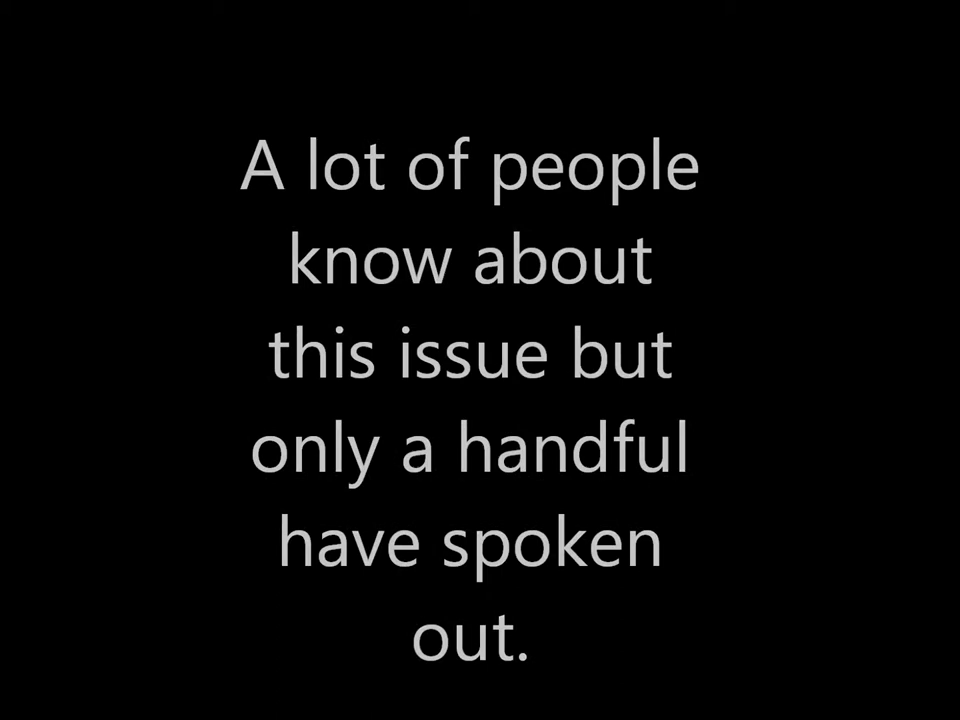 A lot of people
know about
this issue but
only a handful
have spoken
out.